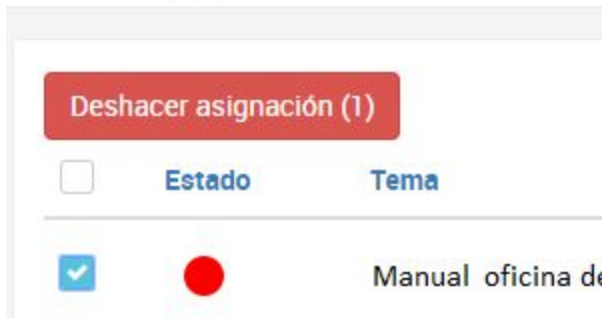 Deshacer asignación (1)
Estado Tema
Manual oficina de